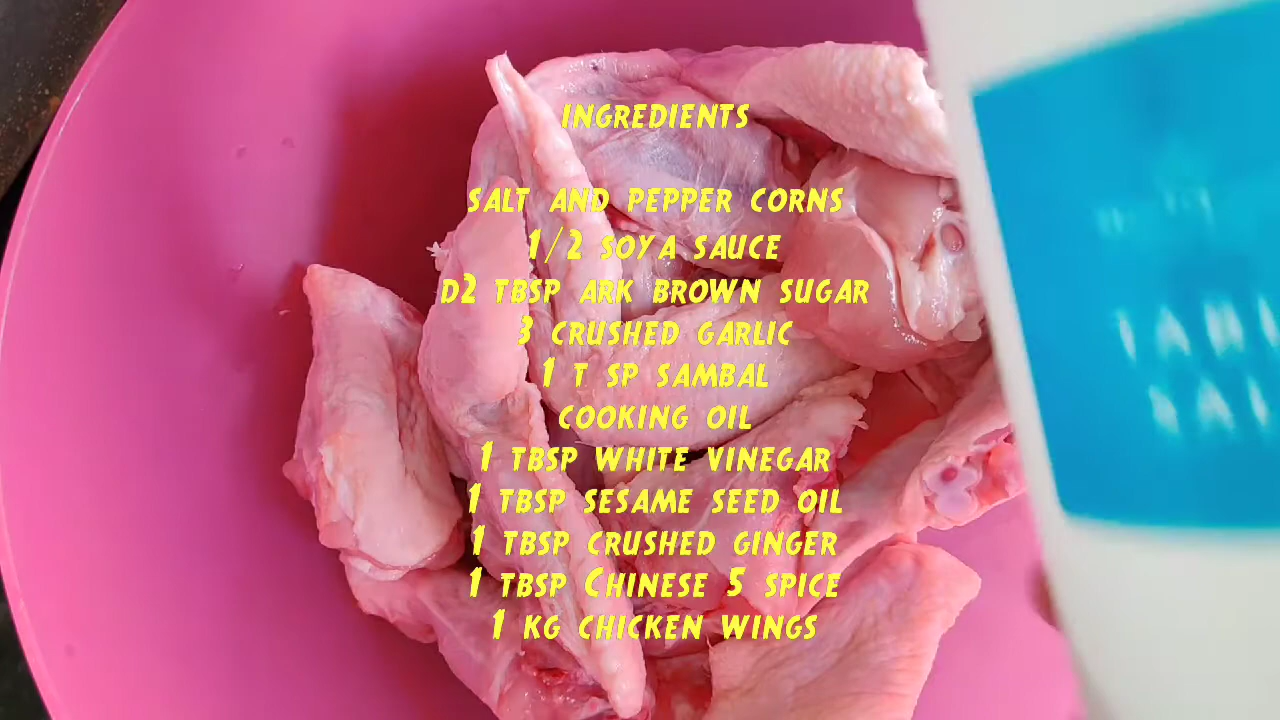 INGREDIENTS
SALT AND PEPPER CORNS
1/2 SOYA SAUCE
D2 TBSP ARK BROWN SUGAR
3 CRUSHED GARLIC
1 T SP SAMBAL
COOKING OIL
1 TBSP WHITE VINEGAR
1 TBSP SESAME SEED OIL
1 TBSP CRUSHED GINGER
1 TBSP CHINESE 5 SPICE
1 KG CHICKEN WINGS